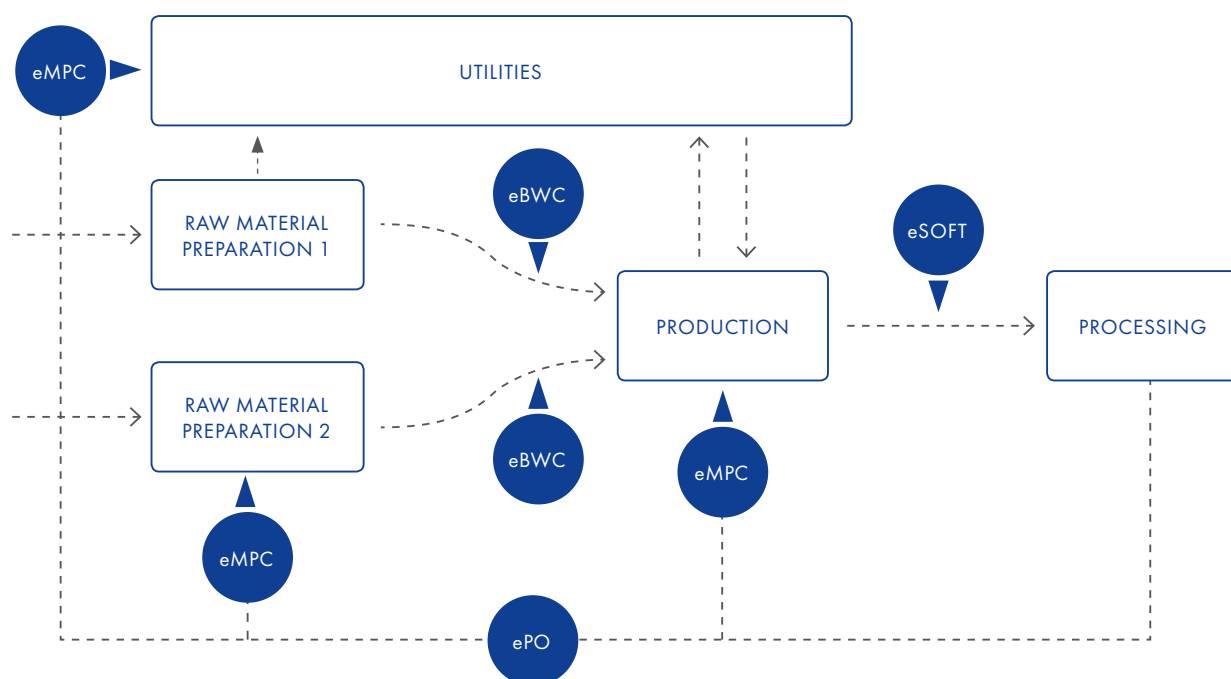 eMPC
UTILITIES
eBWC
RAW MATERIAL
PREPARATION 1
eSOFT
PRODUCTION
PROCESSING
RAW MATERIAL
PREPARATION 2
eBWC
eMPC
eMPC
ePO